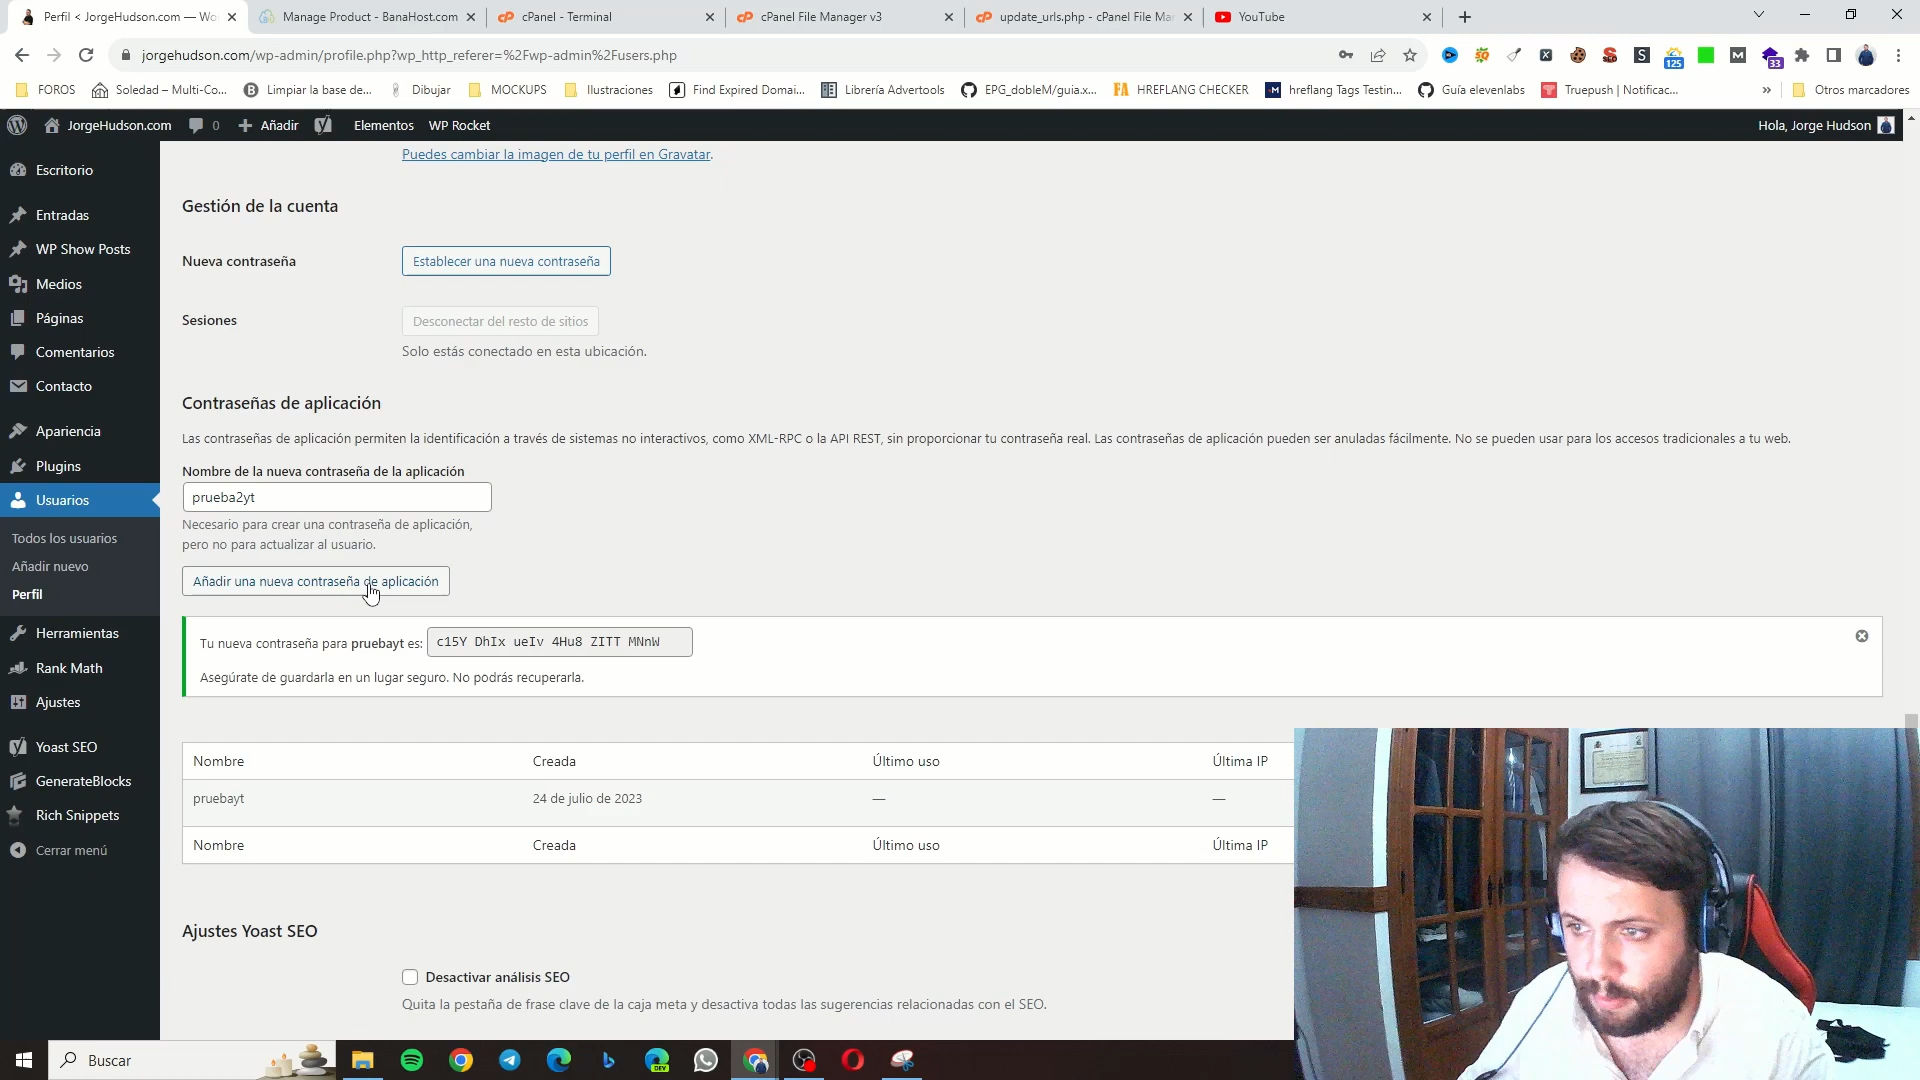 Perfil < JorgeHudson.com — Wo
Manage Product - BanaHost.com
cPanel - Terminal
cPanel File Manager v3
update_urls.php - cPanel File Ma
YouTube
jorgehudson.com/wp-admin/profile.php?wp_http_referer=%2Fwp-admin%2Fusers.php
125
33
FOROS
Soledad – Multi-Co...
Limpiar la base de...
Dibujar
MOCKUPS
Ilustraciones
Find Expired Domai...
Librería Advertools
EPG_dobleM/guia.x...
HREFLANG CHECKER
hreflang Tags Testin...
Guía elevenlabs
Truepush | Notificac...
»
Otros marcadores
JorgeHudson.com
0
Añadir
Elementos
WP Rocket
Hola, Jorge Hudson
Escritorio
Entradas
WP Show Posts
Medios
Páginas
Comentarios
Contacto
Apariencia
Plugins
Usuarios
Todos los usuarios
Añadir nuevo
Perfil
Herramientas
Rank Math
Ajustes
Yoast SEO
GenerateBlocks
Rich Snippets
Cerrar menú
Puedes cambiar la imagen de tu perfil en Gravatar.
Gestión de la cuenta
Nueva contraseña
Establecer una nueva contraseña
Sesiones
Desconectar del resto de sitios
Solo estás conectado en esta ubicación.
Contraseñas de aplicación
Las contraseñas de aplicación permiten la identificación a través de sistemas no interactivos, como XML-RPC o la API REST, sin proporcionar tu contraseña real. Las contraseñas de aplicación pueden ser anuladas fácilmente. No se pueden usar para los accesos tradicionales a tu web.
Nombre de la nueva contraseña de la aplicación
prueba2yt
Necesario para crear una contraseña de aplicación,
pero no para actualizar al usuario.
Añadir una nueva contraseña de aplicación
Tu nueva contraseña para pruebayt es: c15Y DhIx ueIv 4Hu8 ZITT MNnW
Asegúrate de guardarla en un lugar seguro. No podrás recuperarla.
Nombre Creada Último uso Última IP
pruebayt 24 de julio de 2023 — —
Nombre Creada Último uso Última IP
Ajustes Yoast SEO
Desactivar análisis SEO
Quita la pestaña de frase clave de la caja meta y desactiva todas las sugerencias relacionadas con el SEO.
Buscar
DEV